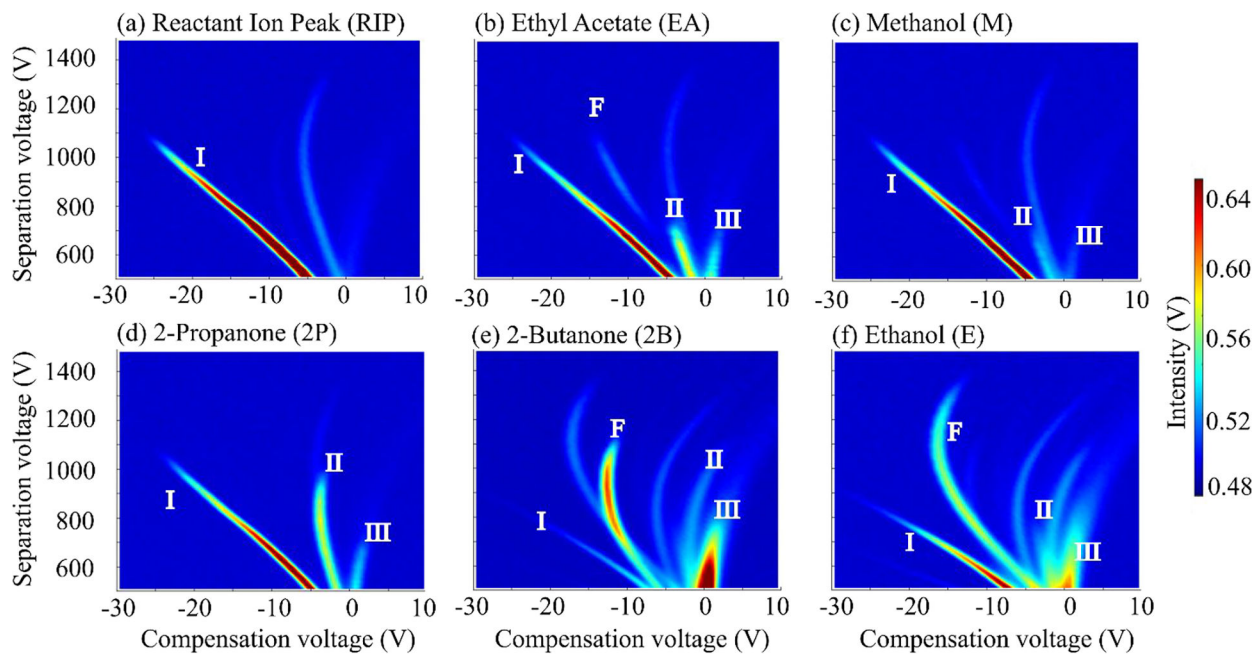 (a) Reactant Ion Peak (RIP)
(b) Ethyl Acetate (EA)
(c) Methanol (M)
Separation voltage (V)
1400
1200
1000
800
600
I
-30
-20
-10
0
10
F
I
II
III
-30
-20
-10
0
10
I
II
III
-30
-20
-10
0
10
(d) 2-Propanone (2P)
(e) 2-Butanone (2B)
(f) Ethanol (E)
Separation voltage (V)
1400
1200
1000
800
600
I
II
III
-30
-20
-10
0
10
Compensation voltage (V)
F
I
II
III
-30
-20
-10
0
10
Compensation voltage (V)
F
I
II
III
-30
-20
-10
0
10
Compensation voltage (V)
Intensity (V)
0.64
0.60
0.56
0.52
0.48